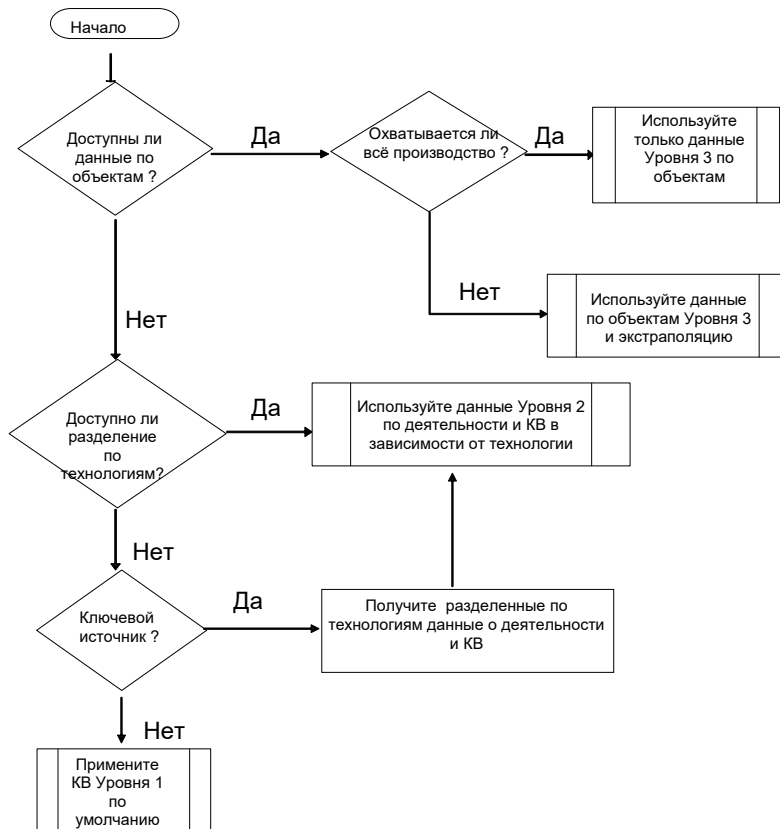 Начало
Доступны ли
данные по
объектам ?
Да
Охватывается ли
всё производство ?
Да
Используйте
только данные
Уровня 3 по
объектам
Нет
Используйте данные
по объектам Уровня 3
и экстраполяцию
Нет
Доступно ли
разделение
по
технологиям?
Да
Используйте данные Уровня 2
по деятельности и КВ в
зависимости от технологии
Нет
Ключевой
источник ?
Да
Получите разделенные по
технологиям данные о деятельности
и КВ
Нет
Примените
КВ Уровня 1
по
умолчанию